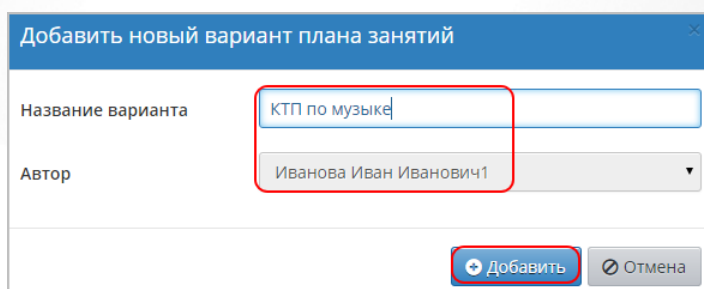 Добавить новый вариант плана занятий
Название варианта КТП по музыке
Автор Иванова Иван Иванович1
Добавить Отмена